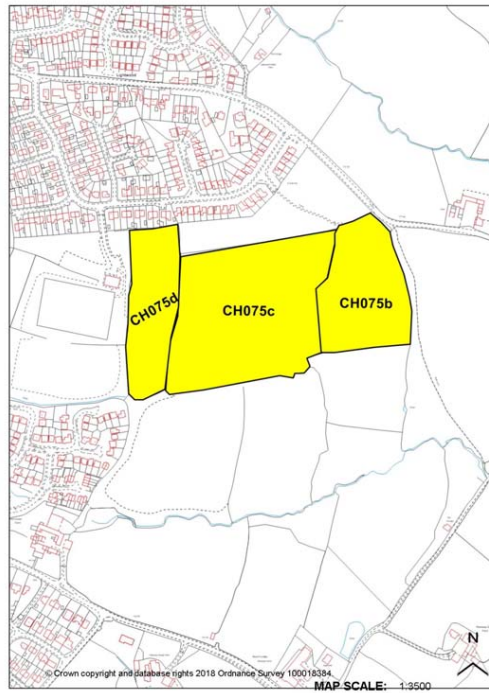 CH075d
CH075c
CH075b
N
© Crown copyright and database rights 2018 Ordnance Survey 100018384
MAP SCALE: 1:3500